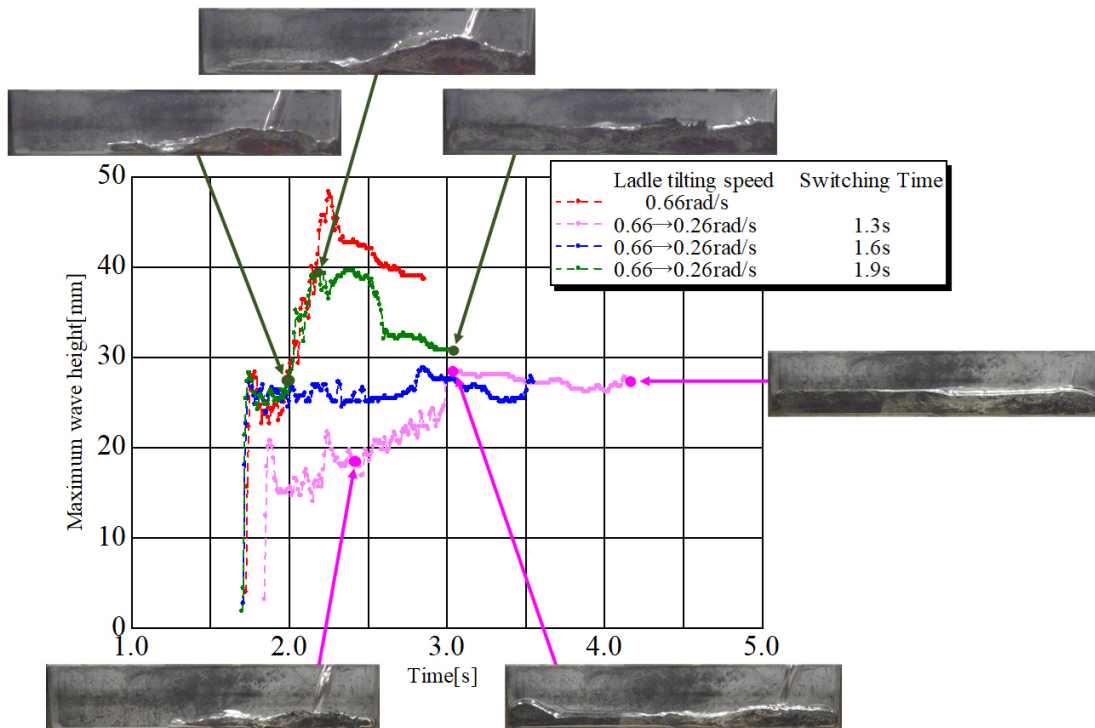 50
40
30
20
10
0
1.0 2.0 3.0 4.0 5.0
Maximum wave height[mm]
Time[s]
Ladle tilting speed Switching Time
0.66rad/s
0.66→0.26rad/s 1.3s
0.66→0.26rad/s 1.6s
0.66→0.26rad/s 1.9s